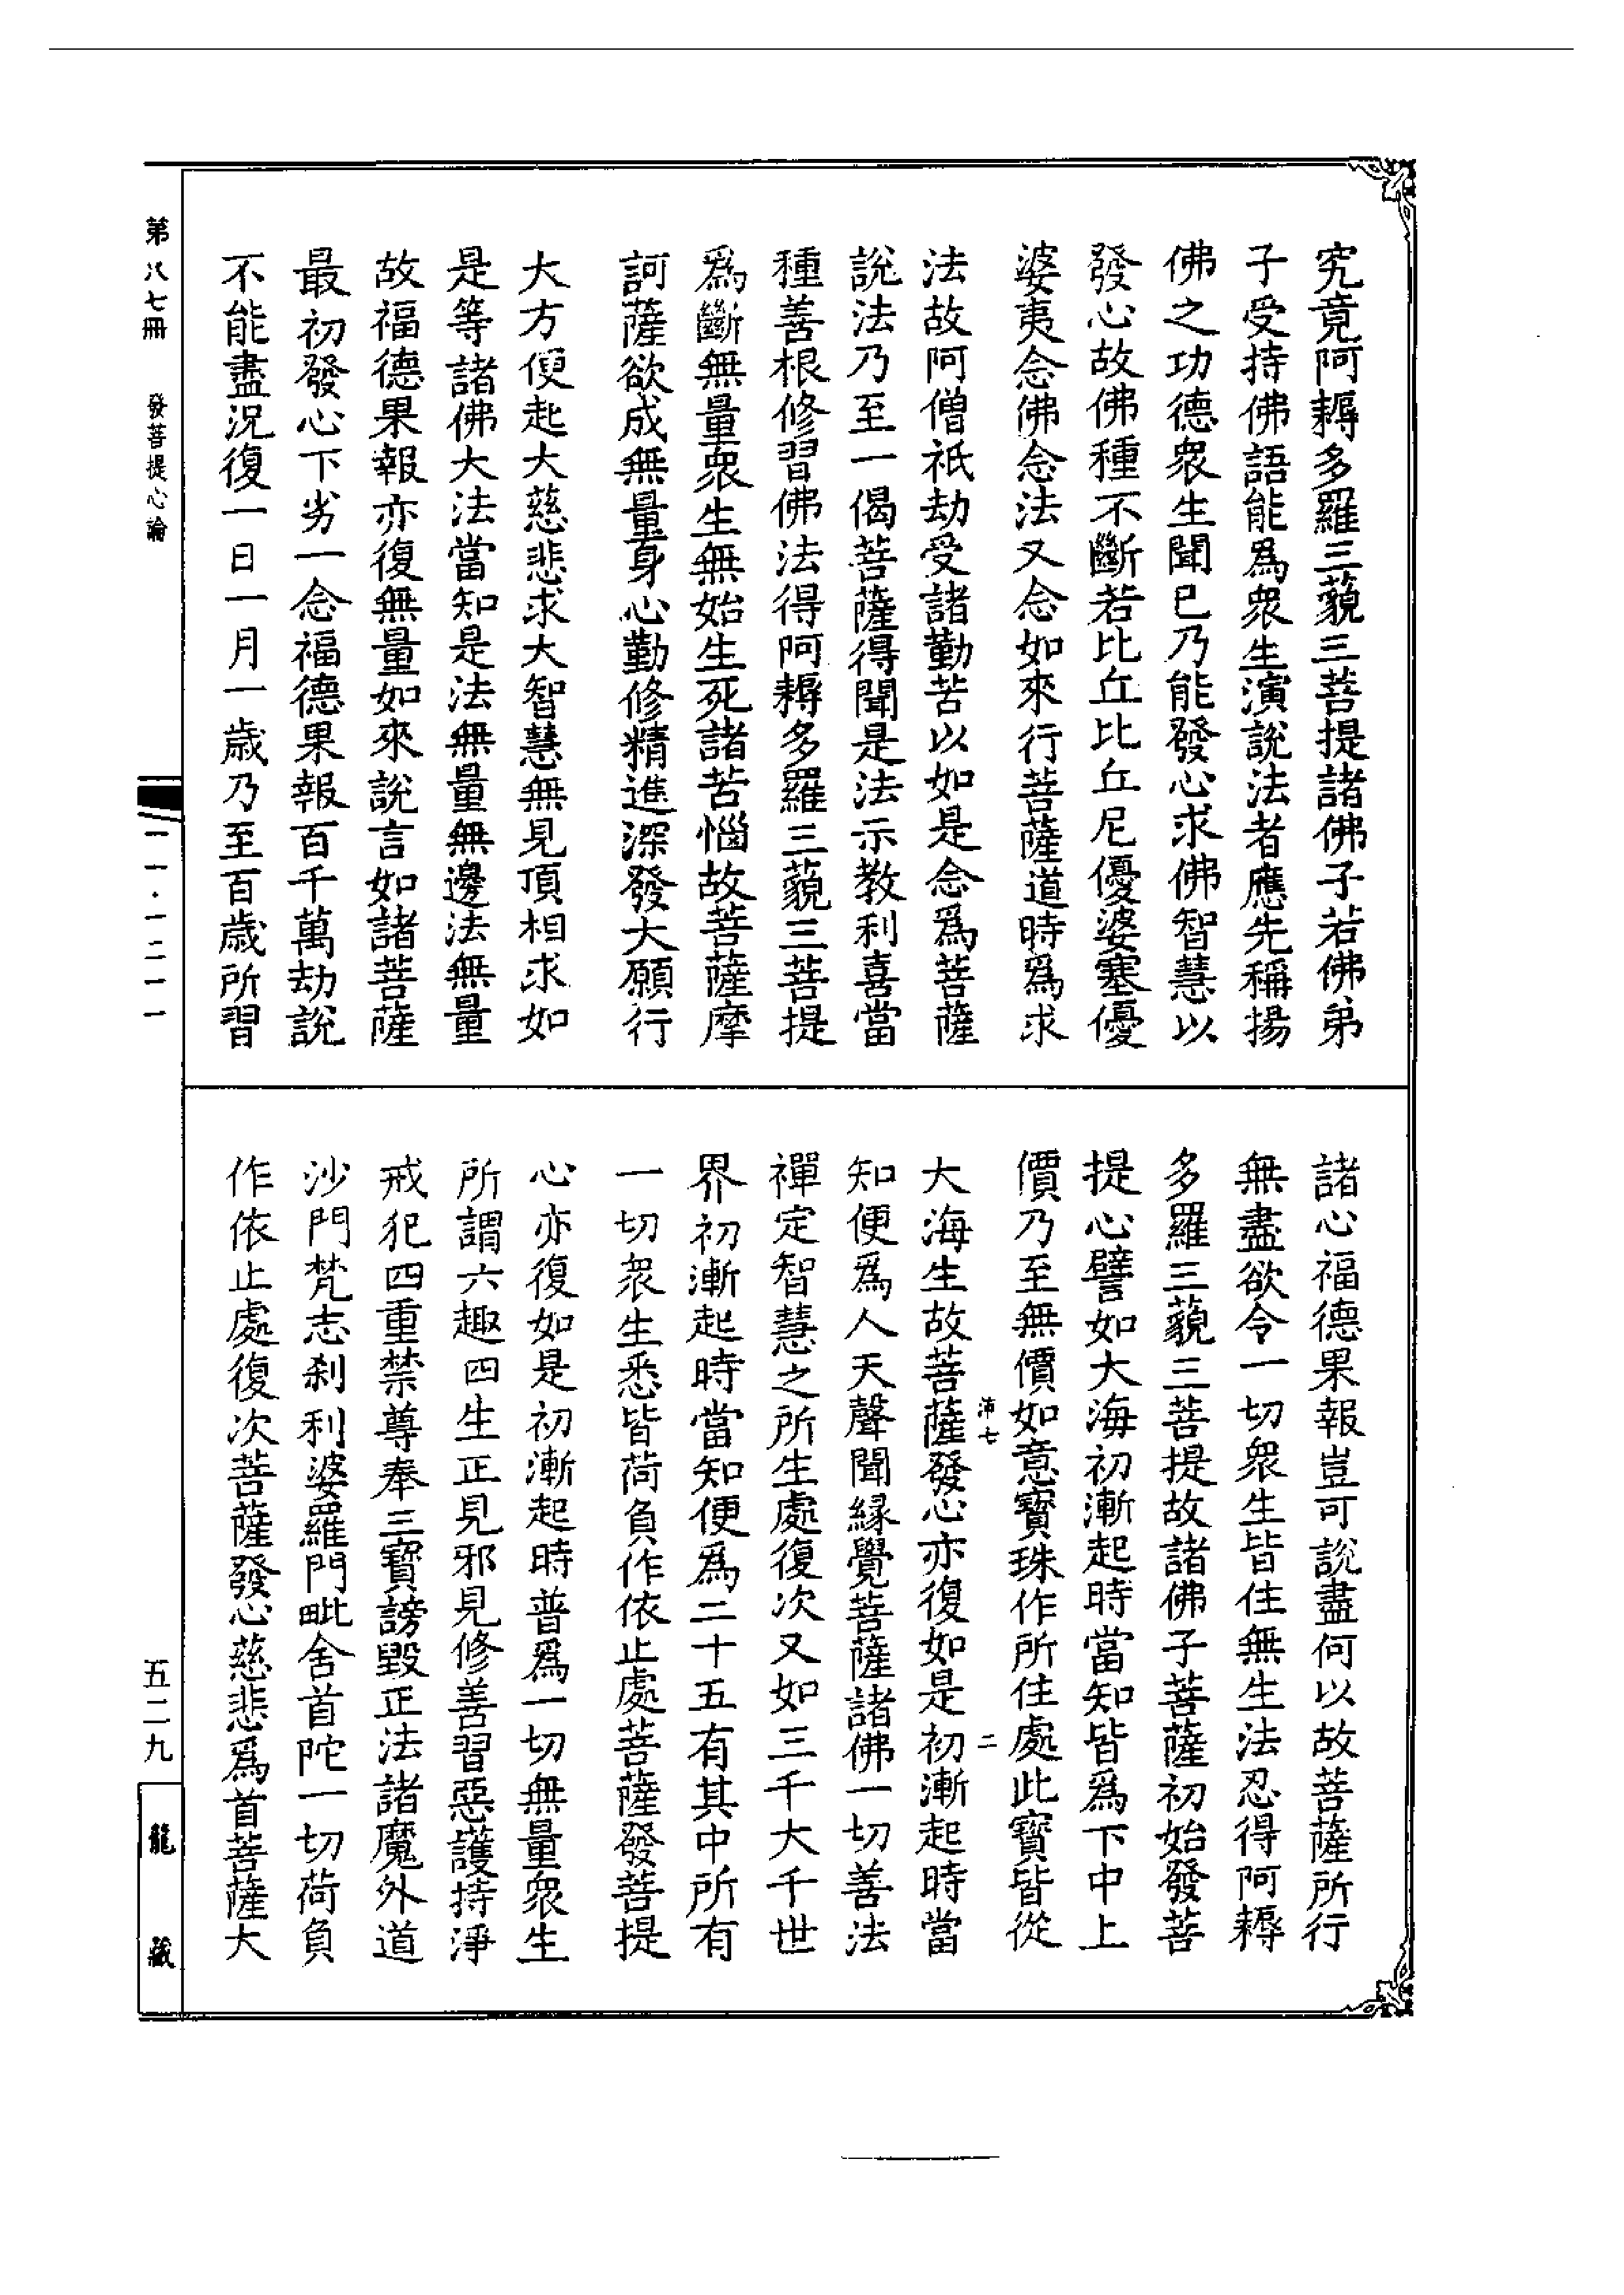 究竟阿耨多羅三藐三菩提諸佛子若佛弟
子受持佛語能爲衆生演說法者應先稱揚
佛之功德衆生聞已乃能發心求佛智慧以
發心故佛種不斷若比丘比丘尼優婆塞優
婆夷念佛念法又念如來行菩薩道時爲求
法故阿僧祇劫受諸勤苦以如是念爲菩薩
說法乃至一偈菩薩得聞是法示教利喜當
種善根修習佛法得阿耨多羅三藐三菩提
爲斷無量衆生無始生死諸苦惱故菩薩摩
訶薩欲成無量身心勤修精進深發大願行
大方便起大慈悲求大智慧無見頂相求如
是等諸佛大法當知是法無量無邊法無量
故福德果報亦復無量如來說言如諸菩薩
最初發心下劣一念福德果報百千萬劫說
不能盡況復一日一月一歲乃至百歲所習
諸心福德果報豈可說盡何以故菩薩所行
無盡欲令一切衆生皆住無生法忍得阿耨
多羅三藐三菩提故諸佛子菩薩初始發菩
提心譬如大海初漸起時當知皆爲下中上
價乃至無價如意寶珠作所住處此寶皆從
沛七 二
大海生故菩薩發心亦復如是初漸起時當
知便爲人天聲聞緣覺菩薩諸佛一切善法
禪定智慧之所生處復次又如三千大千世
界初漸起時當知便爲二十五有其中所有
一切衆生悉皆荷負作依止處菩薩發菩提
心亦復如是初漸起時普爲一切無量衆生
所謂六趣四生正見邪見修善習惡護持淨
戒犯四重禁尊奉三寶謗毀正法諸魔外道
沙門梵志刹利婆羅門毗舍首陀一切荷負
作依止處復次菩薩發心慈悲爲首菩薩大
第八七冊 發菩提心論
一一·一二一一
五二九
龍藏